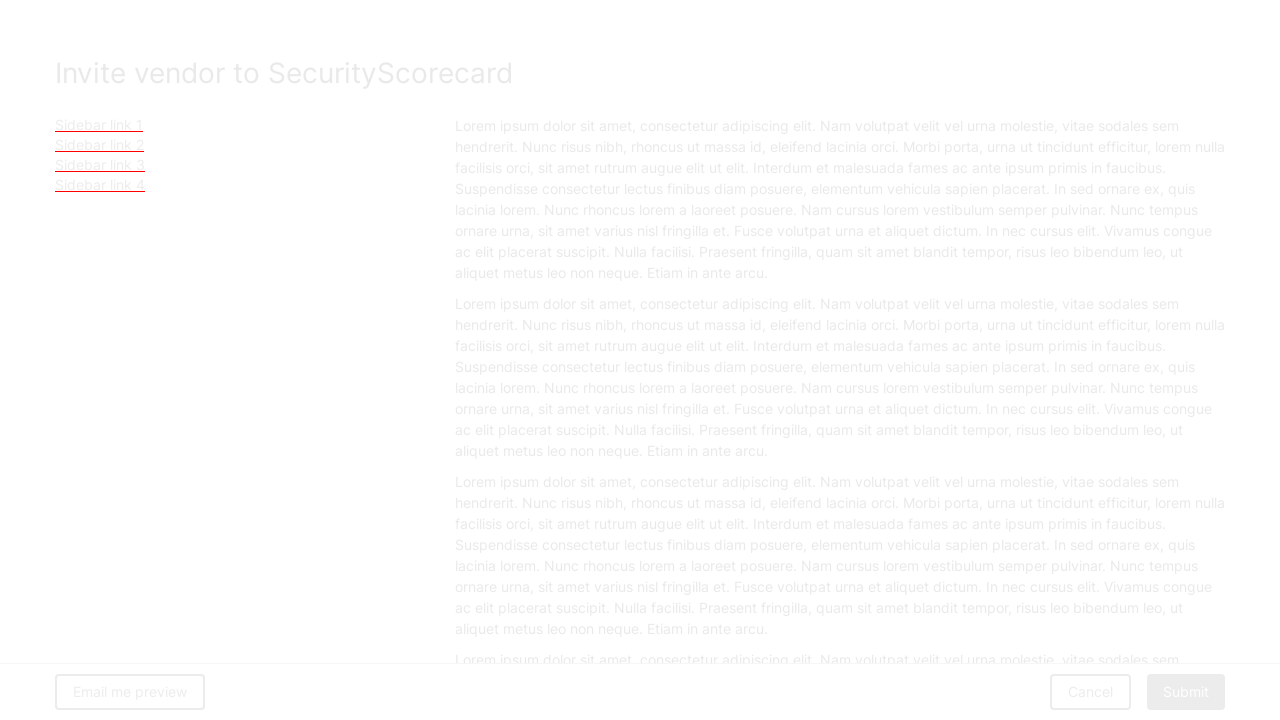 Invite vendor to SecurityScorecard
Sidebar link 1
Sidebar link 2
Sidebar link 3
Sidebar link 4
Lorem ipsum dolor sit amet, consectetur adipiscing elit. Nam volutpat velit vel urna molestie, vitae sodales sem
hendrerit. Nunc risus nibh, rhoncus ut massa id, eleifend lacinia orci. Morbi porta, urna ut tincidunt efficitur, lorem nulla
facilisis orci, sit amet rutrum augue elit ut elit. Interdum et malesuada fames ac ante ipsum primis in faucibus.
Suspendisse consectetur lectus finibus diam posuere, elementum vehicula sapien placerat. In sed ornare ex, quis
lacinia lorem. Nunc rhoncus lorem a laoreet posuere. Nam cursus lorem vestibulum semper pulvinar. Nunc tempus
ornare urna, sit amet varius nisl fringilla et. Fusce volutpat urna et aliquet dictum. In nec cursus elit. Vivamus congue
ac elit placerat suscipit. Nulla facilisi. Praesent fringilla, quam sit amet blandit tempor, risus leo bibendum leo, ut
aliquet metus leo non neque. Etiam in ante arcu.
Lorem ipsum dolor sit amet, consectetur adipiscing elit. Nam volutpat velit vel urna molestie, vitae sodales sem
hendrerit. Nunc risus nibh, rhoncus ut massa id, eleifend lacinia orci. Morbi porta, urna ut tincidunt efficitur, lorem nulla
facilisis orci, sit amet rutrum augue elit ut elit. Interdum et malesuada fames ac ante ipsum primis in faucibus.
Suspendisse consectetur lectus finibus diam posuere, elementum vehicula sapien placerat. In sed ornare ex, quis
lacinia lorem. Nunc rhoncus lorem a laoreet posuere. Nam cursus lorem vestibulum semper pulvinar. Nunc tempus
ornare urna, sit amet varius nisl fringilla et. Fusce volutpat urna et aliquet dictum. In nec cursus elit. Vivamus congue
ac elit placerat suscipit. Nulla facilisi. Praesent fringilla, quam sit amet blandit tempor, risus leo bibendum leo, ut
aliquet metus leo non neque. Etiam in ante arcu.
Lorem ipsum dolor sit amet, consectetur adipiscing elit. Nam volutpat velit vel urna molestie, vitae sodales sem
hendrerit. Nunc risus nibh, rhoncus ut massa id, eleifend lacinia orci. Morbi porta, urna ut tincidunt efficitur, lorem nulla
facilisis orci, sit amet rutrum augue elit ut elit. Interdum et malesuada fames ac ante ipsum primis in faucibus.
Suspendisse consectetur lectus finibus diam posuere, elementum vehicula sapien placerat. In sed ornare ex, quis
lacinia lorem. Nunc rhoncus lorem a laoreet posuere. Nam cursus lorem vestibulum semper pulvinar. Nunc tempus
ornare urna, sit amet varius nisl fringilla et. Fusce volutpat urna et aliquet dictum. In nec cursus elit. Vivamus congue
ac elit placerat suscipit. Nulla facilisi. Praesent fringilla, quam sit amet blandit tempor, risus leo bibendum leo, ut
aliquet metus leo non neque. Etiam in ante arcu.
Lorem ipsum dolor sit amet, consectetur adipiscing elit. Nam volutpat velit vel urna molestie, vitae sodales sem
Email me preview
Cancel
Submit